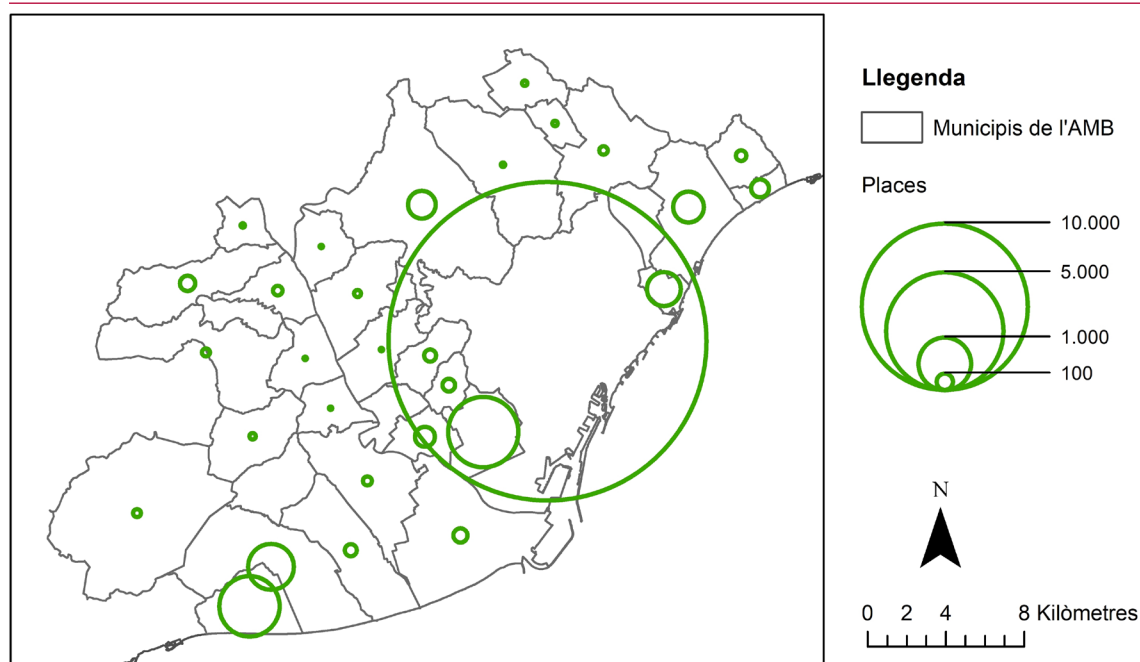 Llegenda
Municipis de l'AMB
Places
10.000
5.000
1.000
100
N
0 2 4 8 Kilòmetres